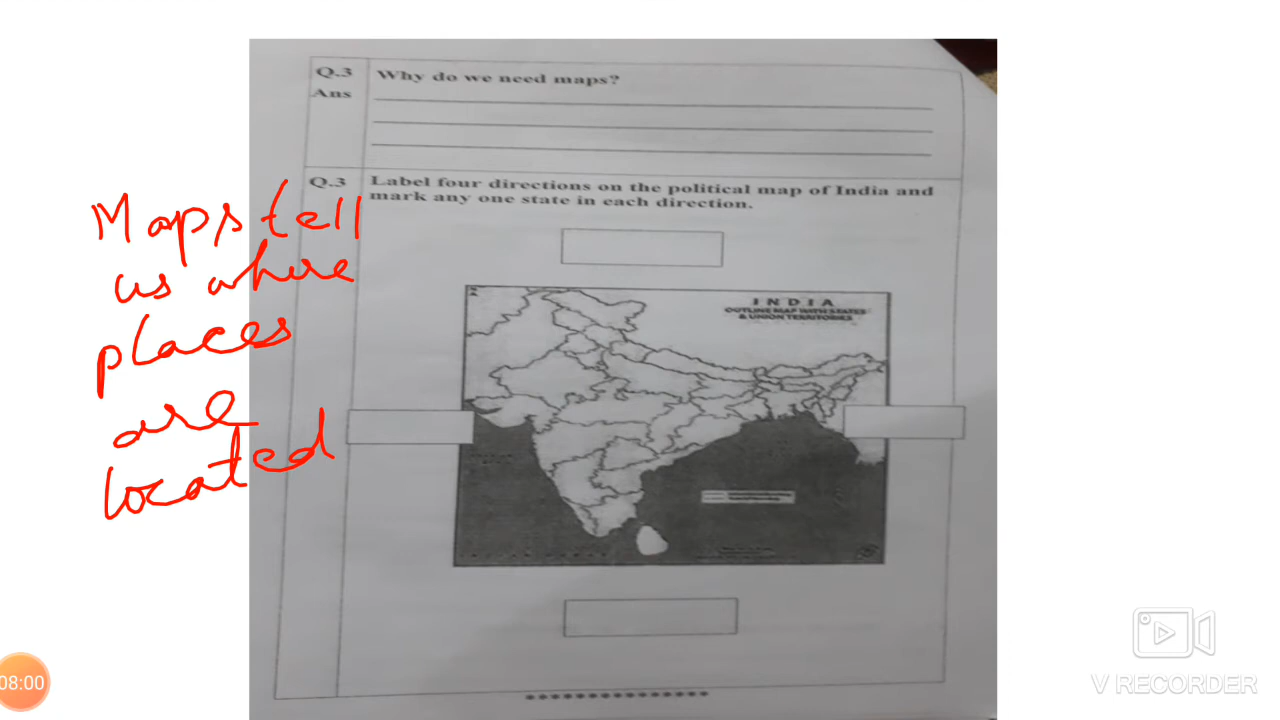 Q.3 Why do we need maps?
Ans
Q.3 Label four directions on the political map of India and
mark any one state in each direction.
Maps tell
us where
places
are
located
INDIA
OUTLINE MAP WITH STATES
& UNION TERRITORIES
08:00
V RECORDER